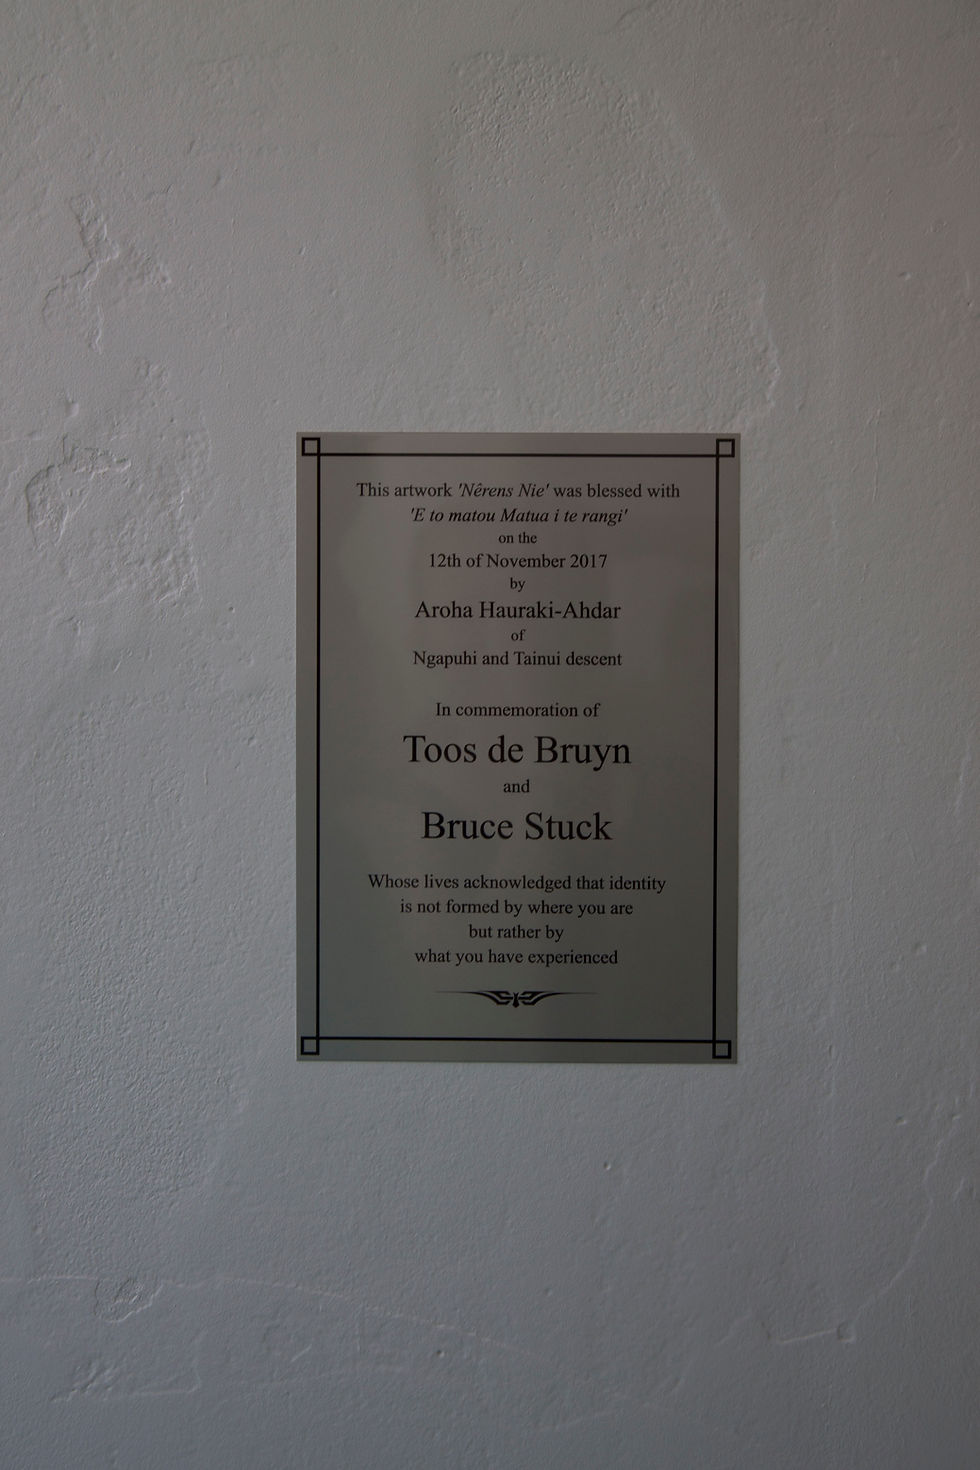 This artwork 'Nêrens Nie' was blessed with
'E to matou Matua i te rangi'
on the
12th of November 2017
by
Aroha Hauraki-Ahdar
of
Ngapuhi and Tainui descent
In commemoration of
Toos de Bruyn
and
Bruce Stuck
Whose lives acknowledged that identity
is not formed by where you are
but rather by
what you have experienced